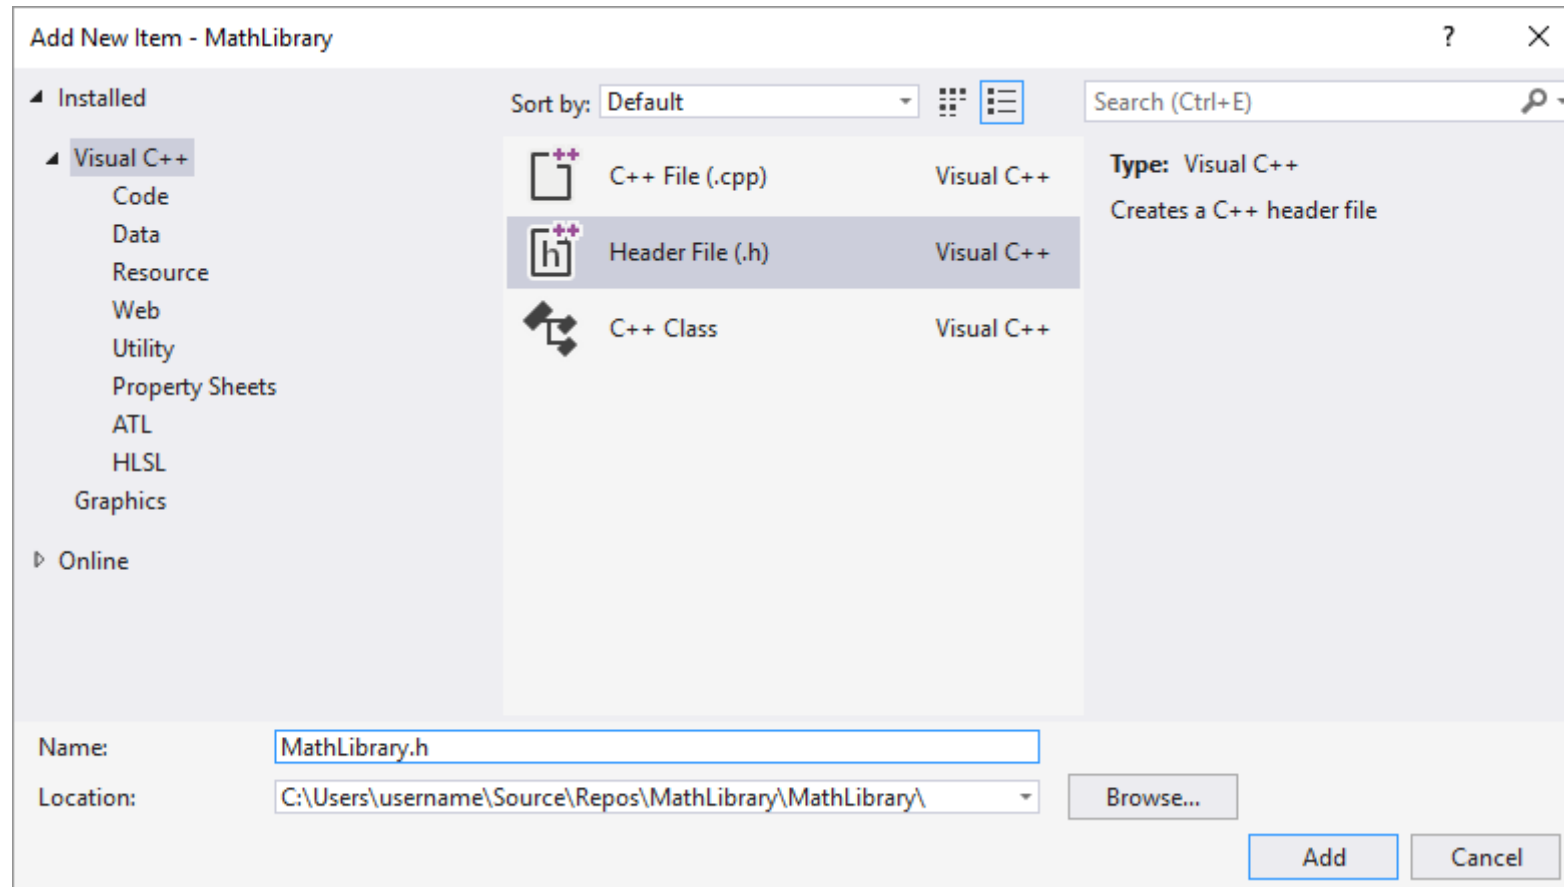 Add New Item - MathLibrary
?
Installed
Sort by: Default
Search (Ctrl+E)
Visual C++
Code
Data
Resource
Web
Utility
Property Sheets
ATL
HLSL
Graphics
Online
++
C++ File (.cpp) Visual C++
++
h
Header File (.h) Visual C++
C++ Class Visual C++
Type: Visual C++
Creates a C++ header file
Name: MathLibrary.h
Location: C:\Users\username\Source\Repos\MathLibrary\MathLibrary\
Browse...
Add Cancel